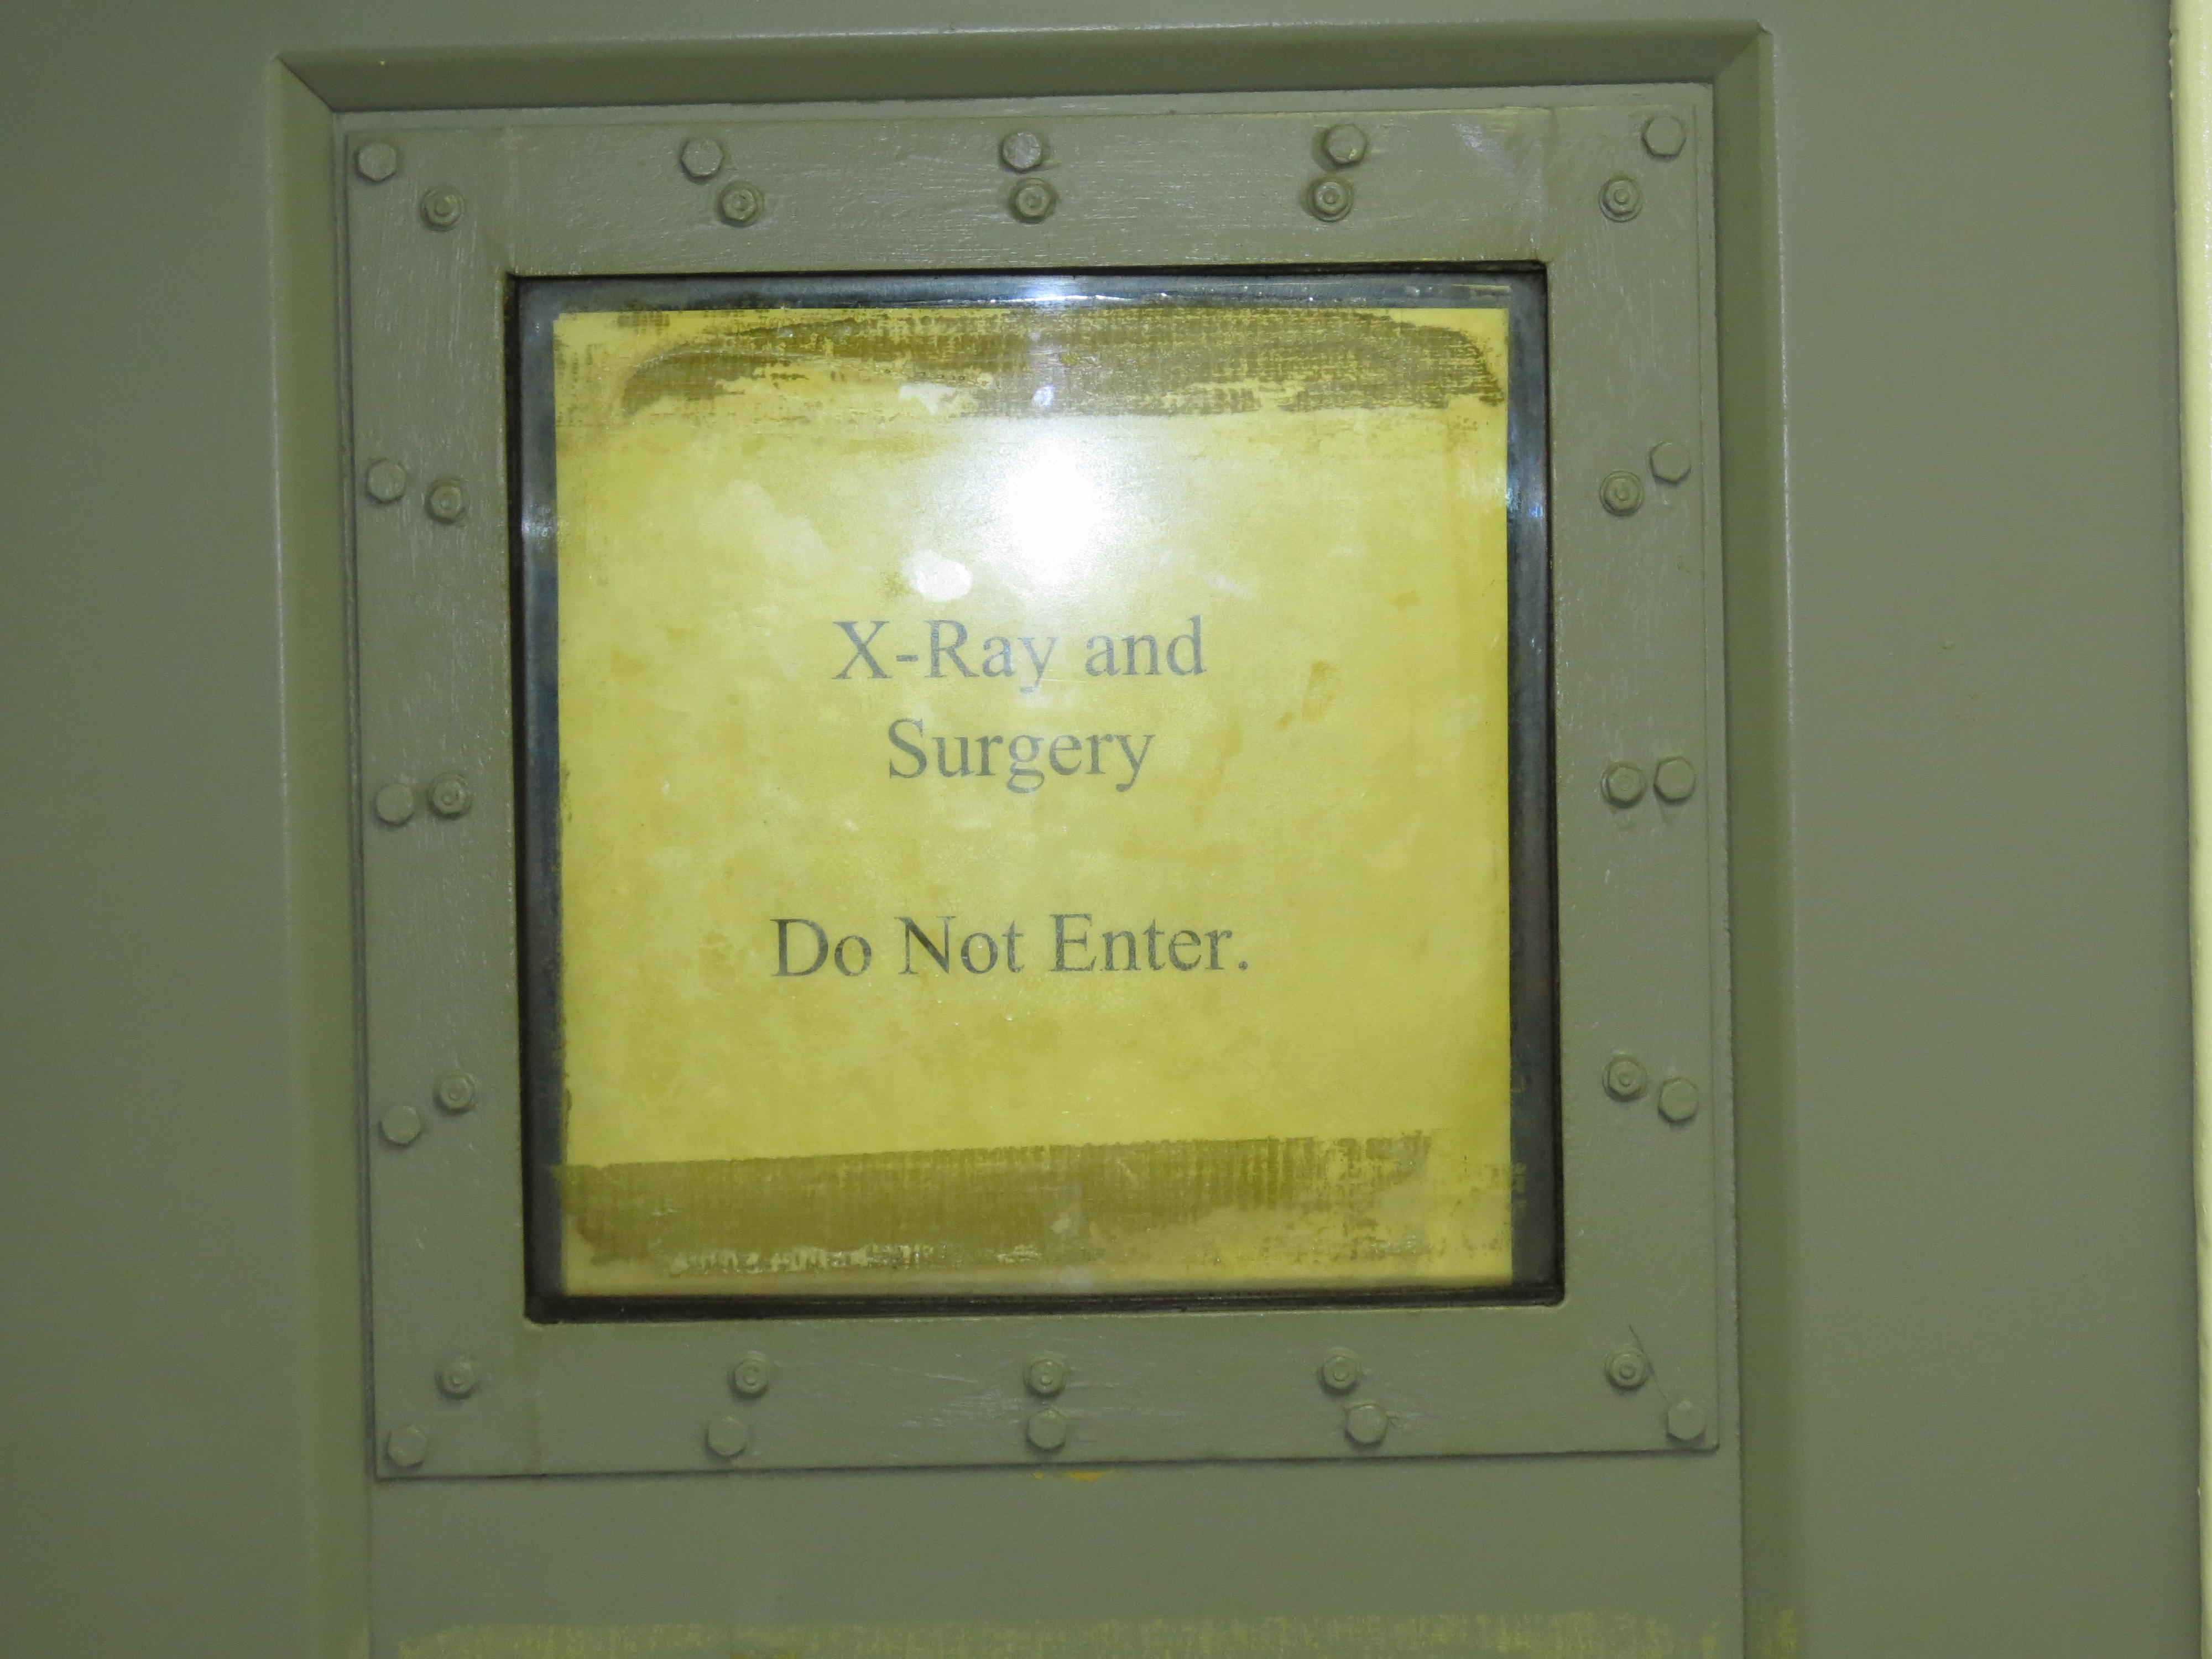 X-Ray and
Surgery
Do Not Enter.